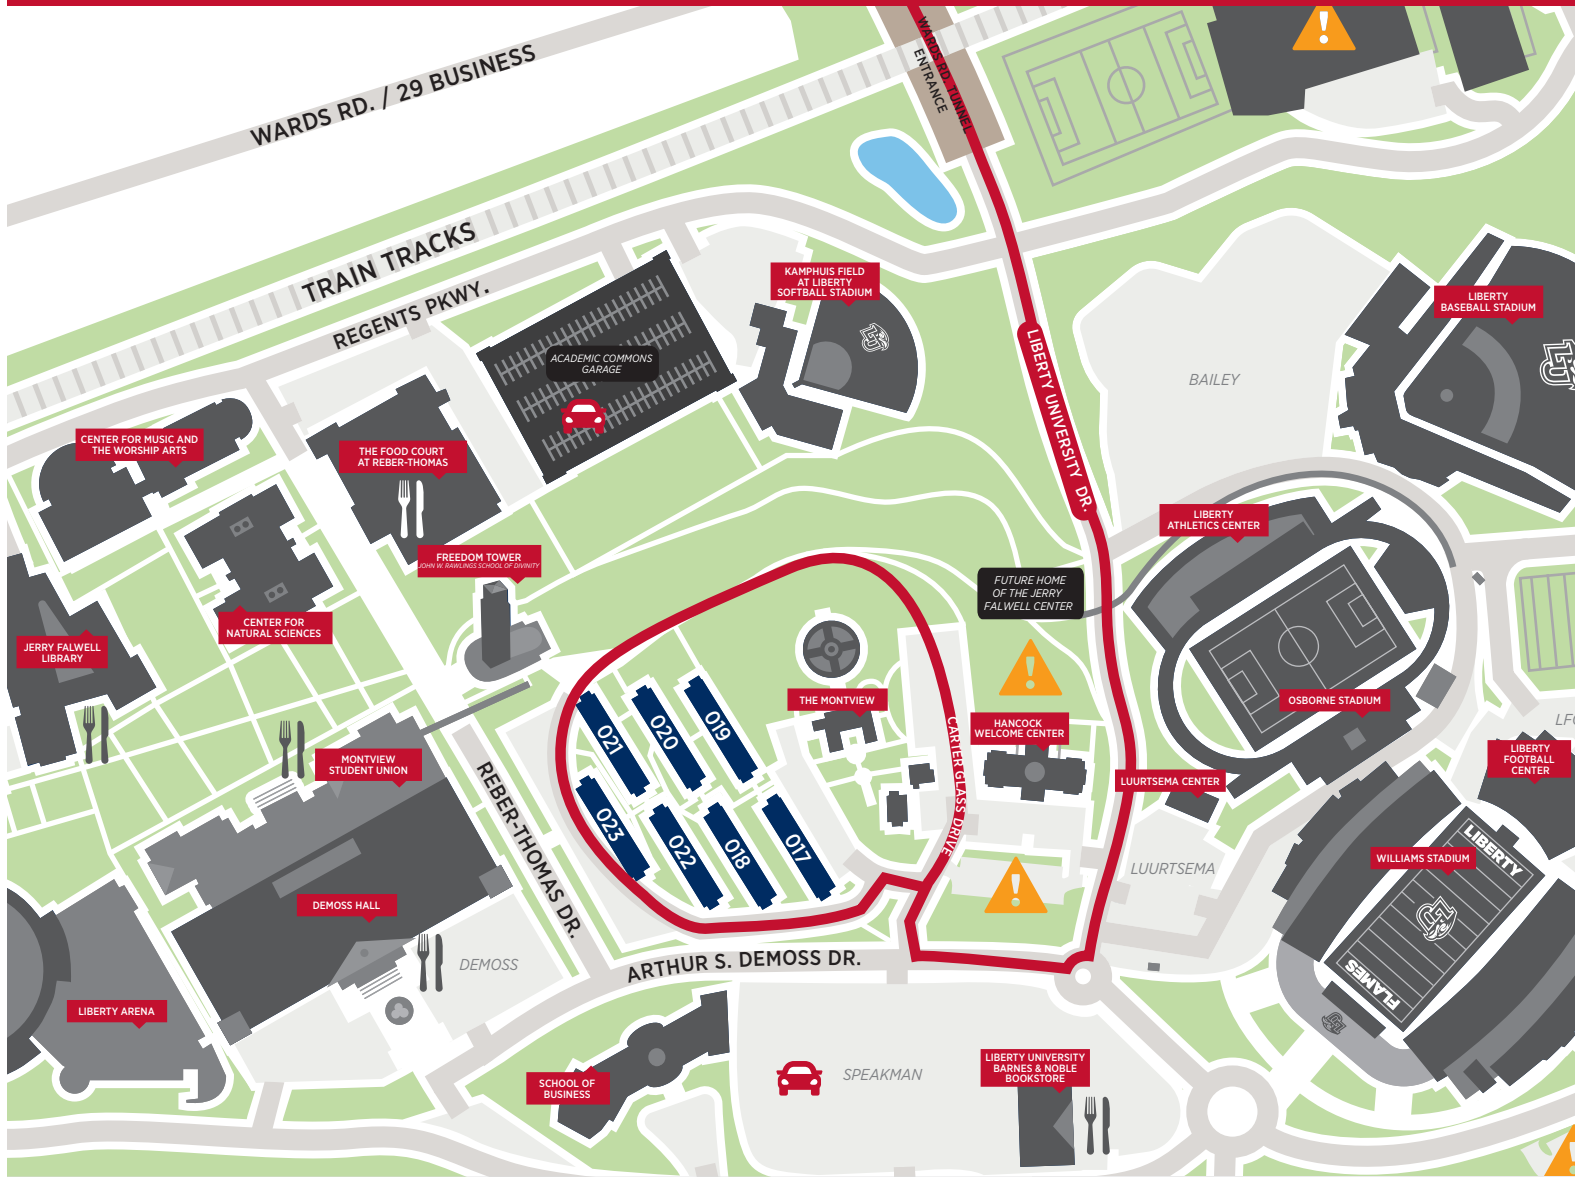 WARDS RD. / 29 BUSINESS
WARDS RD. TUNNEL
ENTRANCE
TRAIN TRACKS
REGENTS PKWY.
KAMPHUIS FIELD
AT LIBERTY
SOFTBALL STADIUM
LIBERTY
BASEBALL STADIUM
ACADEMIC COMMONS
GARAGE
LIBERTY UNIVERSITY DR.
BAILEY
CENTER FOR MUSIC AND
THE WORSHIP ARTS
THE FOOD COURT
AT REBER-THOMAS
LIBERTY
ATHLETICS CENTER
FREEDOM TOWER
JOHN W. RAWLINGS SCHOOL OF DIVINITY
FUTURE HOME
OF THE JERRY
FALWELL CENTER
CENTER FOR
NATURAL SCIENCES
JERRY FALWELL
LIBRARY
THE MONTVIEW
OSBORNE STADIUM
HANCOCK
WELCOME CENTER
LFC
LIBERTY
FOOTBALL
CENTER
021
020
019
MONTVIEW
STUDENT UNION
LUURTSEMA CENTER
CARTER GLASS DRIVE
REBER-THOMAS DR.
023
022
018
017
LIBERTY
WILLIAMS STADIUM
LUURTSEMA
DEMOSS HALL
DEMOSS
ARTHUR S. DEMOSS DR.
FLAMES
LIBERTY ARENA
SCHOOL OF
BUSINESS
SPEAKMAN
LIBERTY UNIVERSITY
BARNES & NOBLE
BOOKSTORE